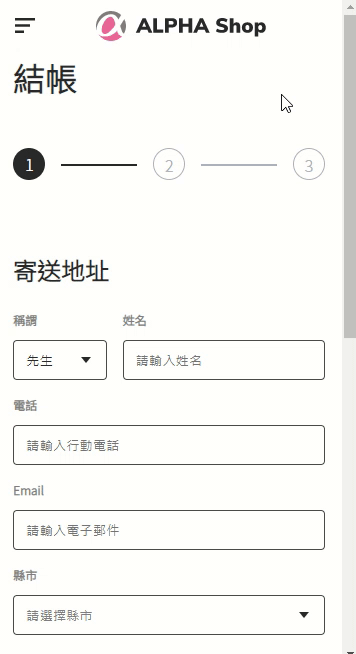 ALPHA Shop
結帳
1 2 3
寄送地址
稱謂 姓名
先生 請輸入姓名
電話
請輸入行動電話
Email
請輸入電子郵件
縣市
請選擇縣市